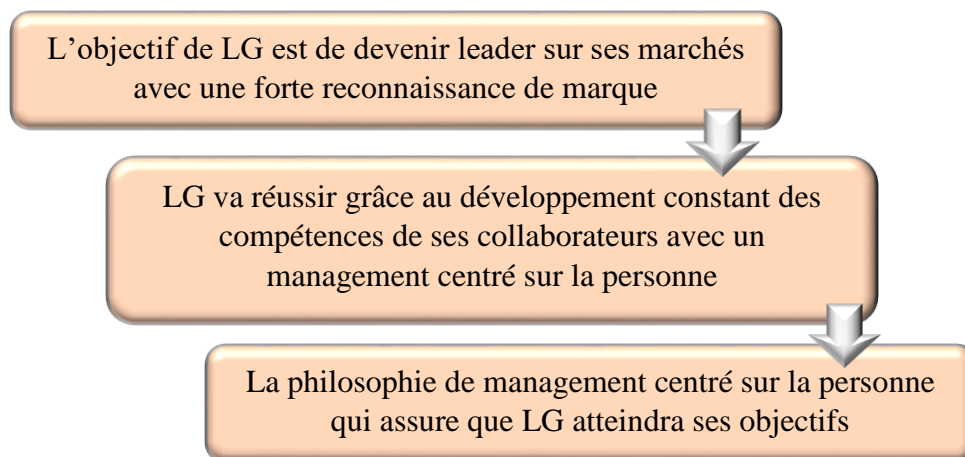 L’objectif de LG est de devenir leader sur ses marchés
avec une forte reconnaissance de marque
LG va réussir grâce au développement constant des
compétences de ses collaborateurs avec un
management centré sur la personne
La philosophie de management centré sur la personne
qui assure que LG atteindra ses objectifs